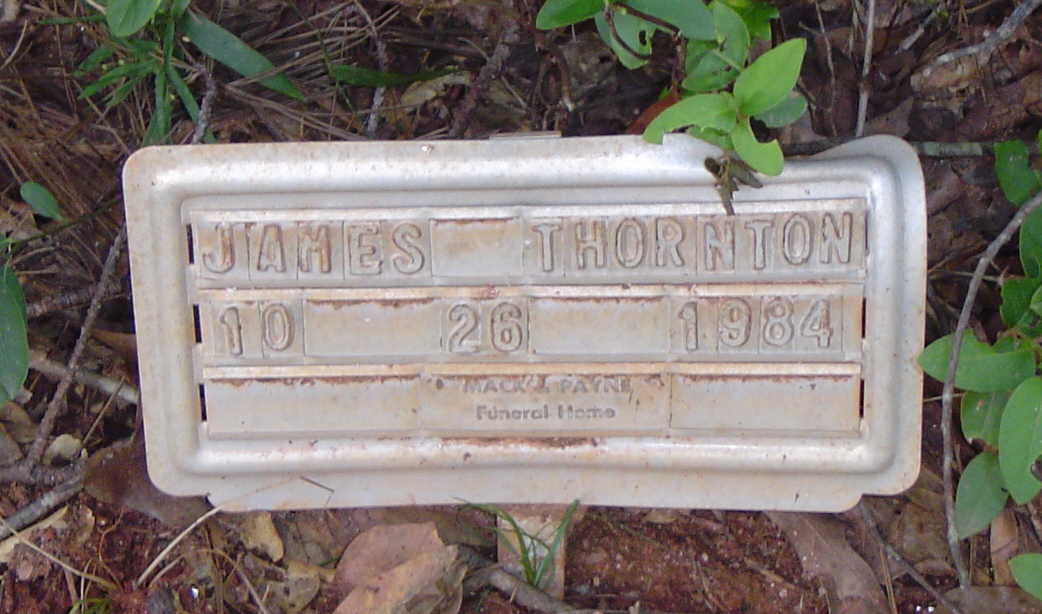 JAMES THORNTON
10 26 1984
MACK J. PAYNE
Funeral Home